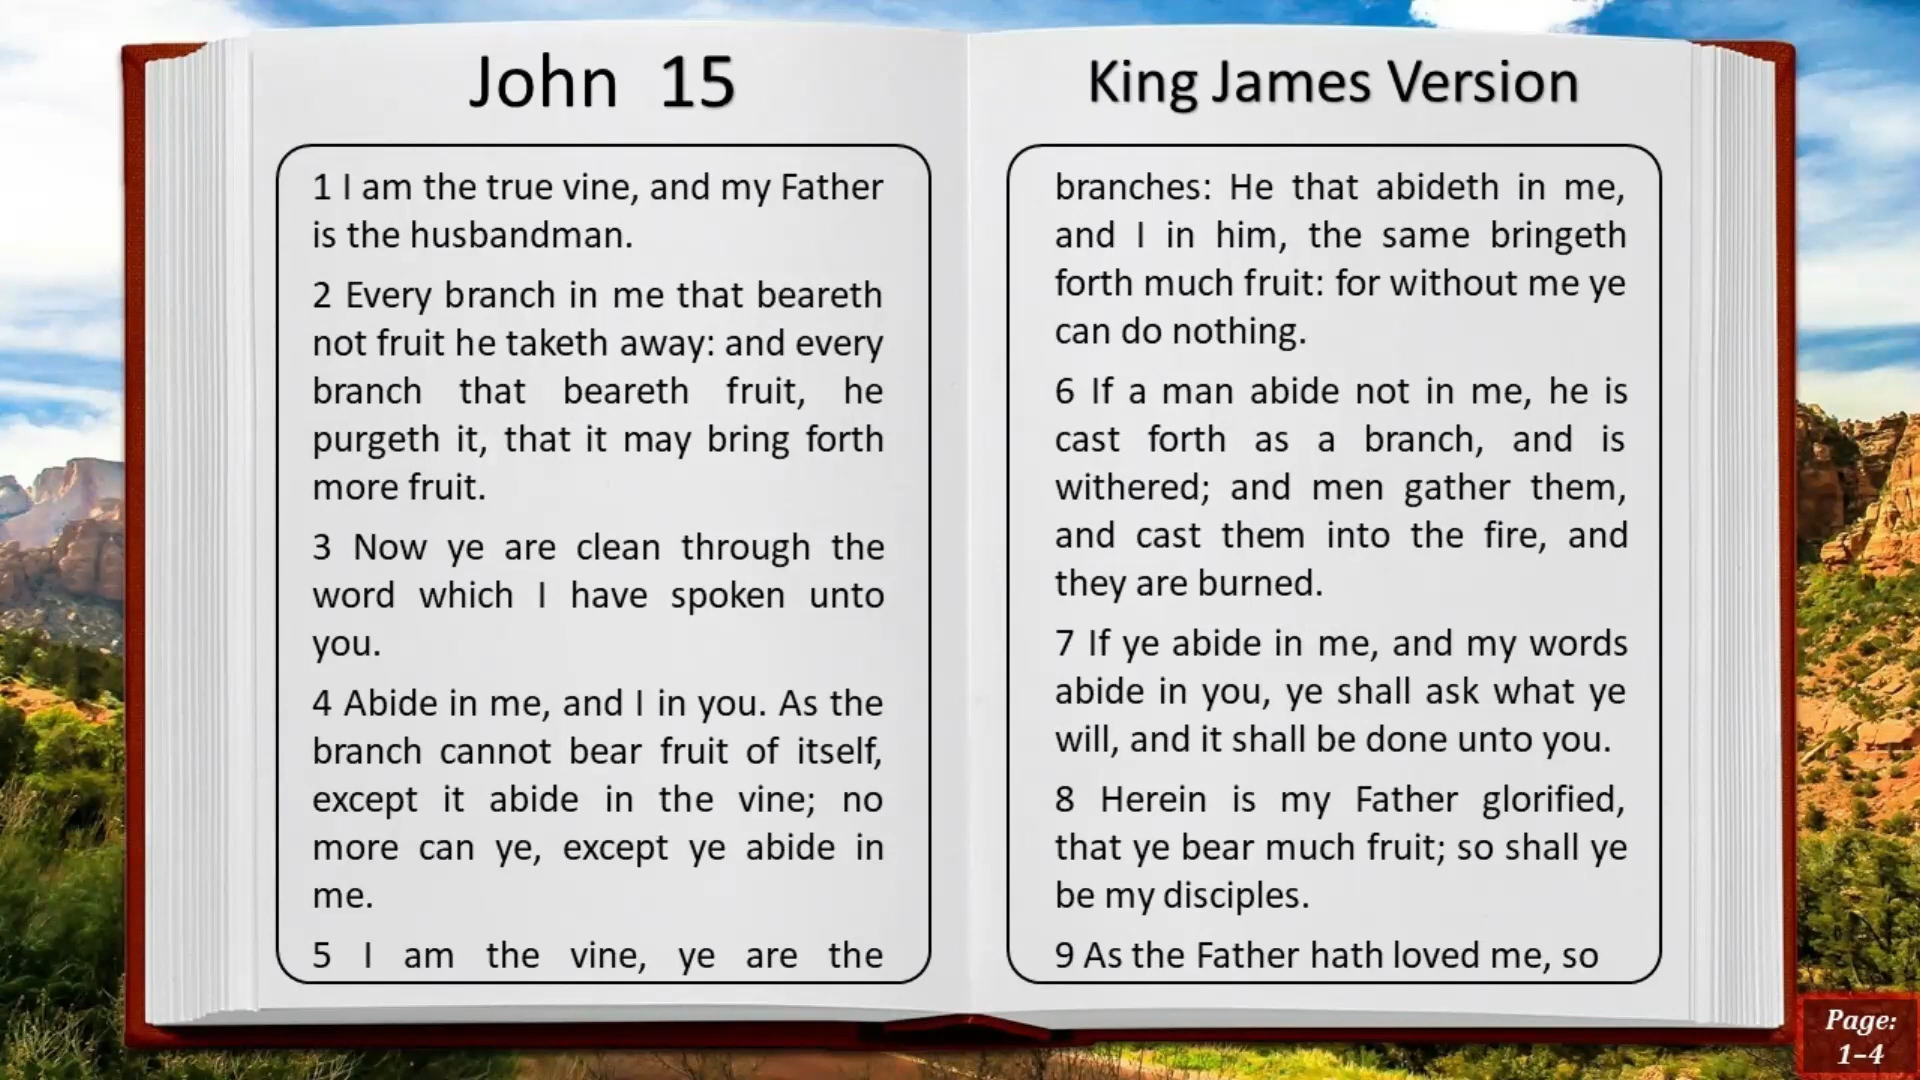 John 15
1 I am the true vine, and my Father
is the husbandman.
2 Every branch in me that beareth
not fruit he taketh away: and every
branch that beareth fruit, he
purgeth it, that it may bring forth
more fruit.
3 Now ye are clean through the
word which I have spoken unto
you.
4 Abide in me, and I in you. As the
branch cannot bear fruit of itself,
except it abide in the vine; no
more can ye, except ye abide in
me.
5 I am the vine, ye are the
King James Version
branches: He that abideth in me,
and I in him, the same bringeth
forth much fruit: for without me ye
can do nothing.
6 If a man abide not in me, he is
cast forth as a branch, and is
withered; and men gather them,
and cast them into the fire, and
they are burned.
7 If ye abide in me, and my words
abide in you, ye shall ask what ye
will, and it shall be done unto you.
8 Herein is my Father glorified,
that ye bear much fruit; so shall ye
be my disciples.
9 As the Father hath loved me, so
Page:
1–4